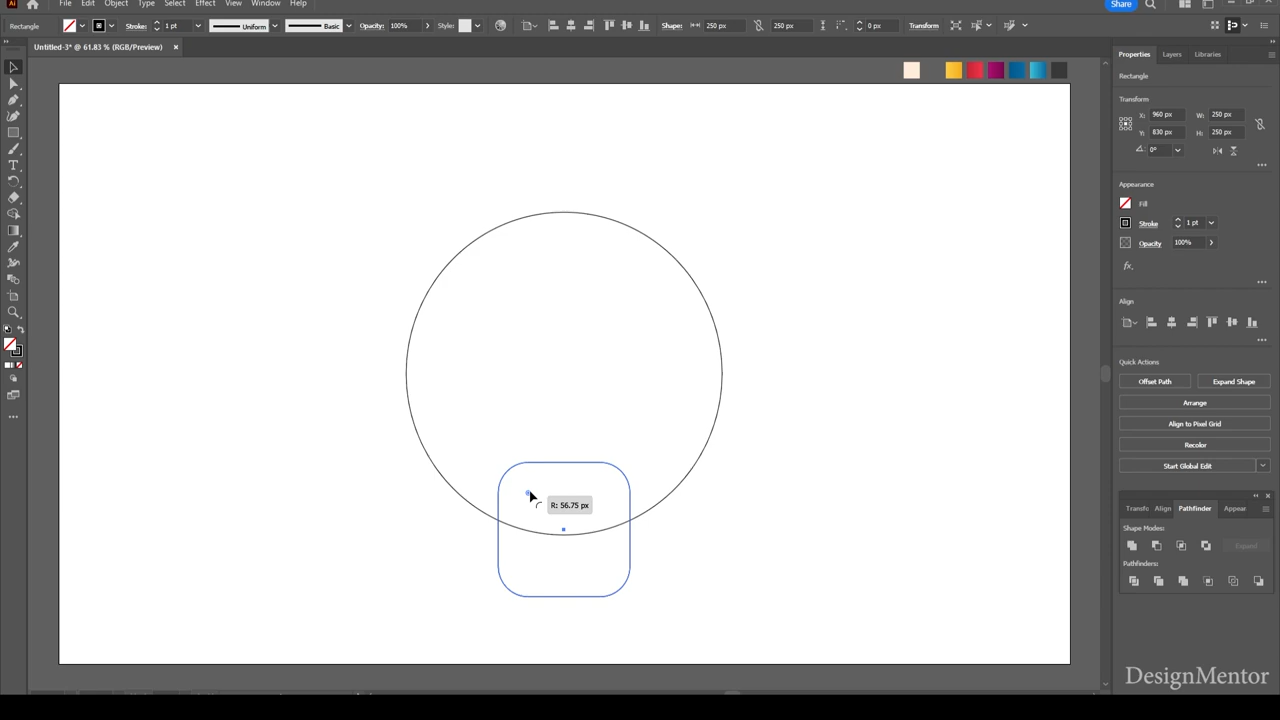 File Edit Object Type Select Effect View Window Help Share
Rectangle Stroke: 1 pt Uniform Basic Opacity: 100% Style: Shape: 250 px 250 px 0 px Transform
Untitled-3* @ 61.83 % (RGB/Preview) ×
Properties Layers Libraries
Rectangle
Transform
X: 960 px W: 250 px
Y: 830 px H: 250 px
0°
Appearance
Fill
Stroke 1 pt
Opacity 100%
fx
Align
Quick Actions
Offset Path Expand Shape
Arrange
Align to Pixel Grid
Recolor
Start Global Edit
R: 56.75 px
Transfc Align Pathfinder Appear
Shape Modes:
Expand
Pathfinders:
DesignMentor